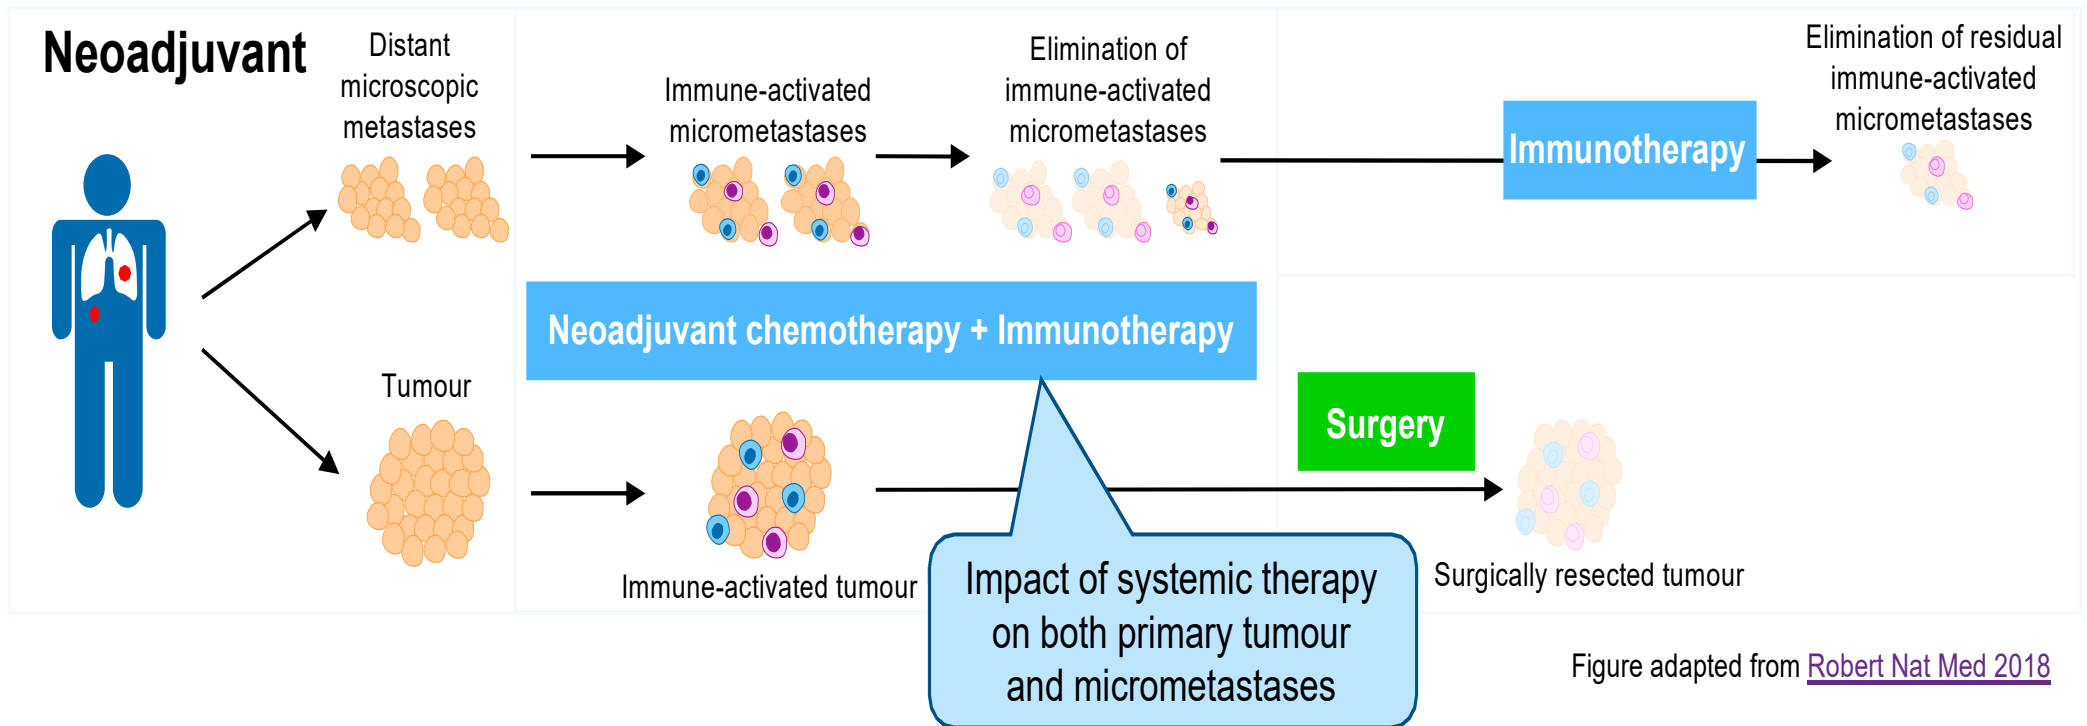 Neoadjuvant
Distant
microscopic
metastases
Immune-activated
micrometastases
Elimination of
immune-activated
micrometastases
Immunotherapy
Elimination of residual
immune-activated
micrometastases
Neoadjuvant chemotherapy + Immunotherapy
Tumour
Surgery
Immune-activated tumour
Impact of systemic therapy
on both primary tumour
and micrometastases
Surgically resected tumour
Figure adapted from Robert Nat Med 2018